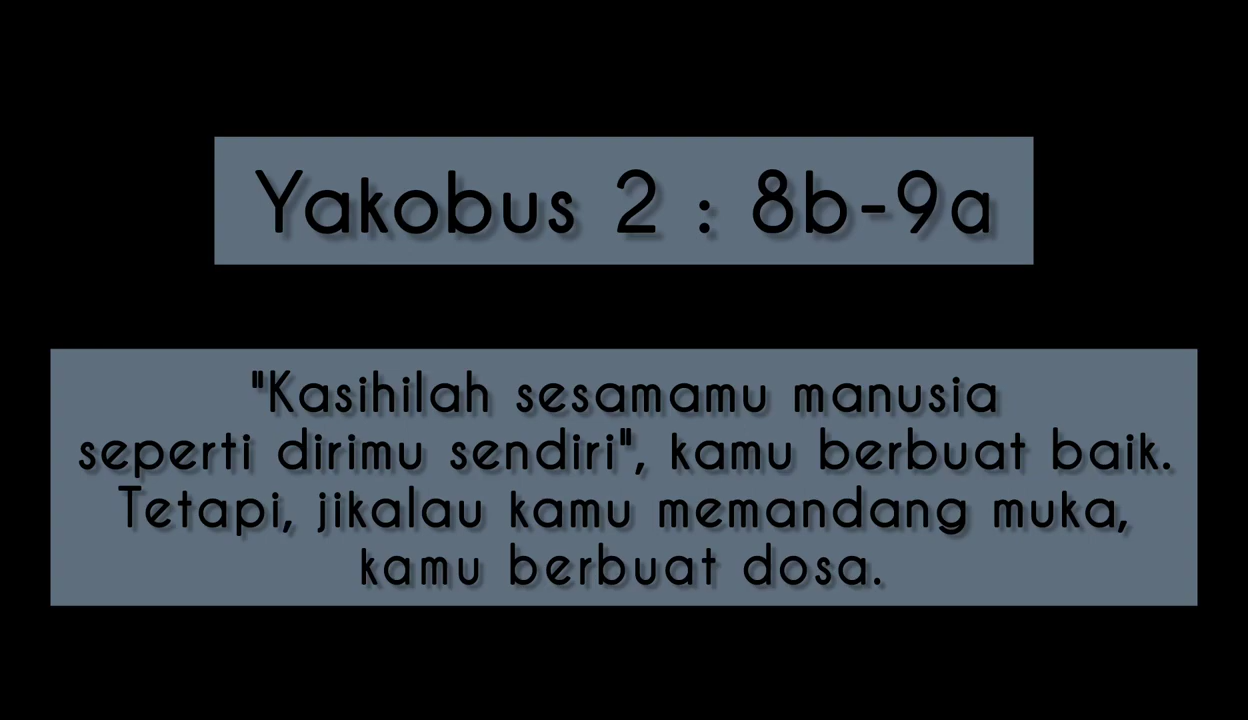 Yakobus 2 : 8b-9a
"Kasihilah sesamamu manusia
seperti dirimu sendiri", kamu berbuat baik.
Tetapi, jikalau kamu memandang muka,
kamu berbuat dosa.